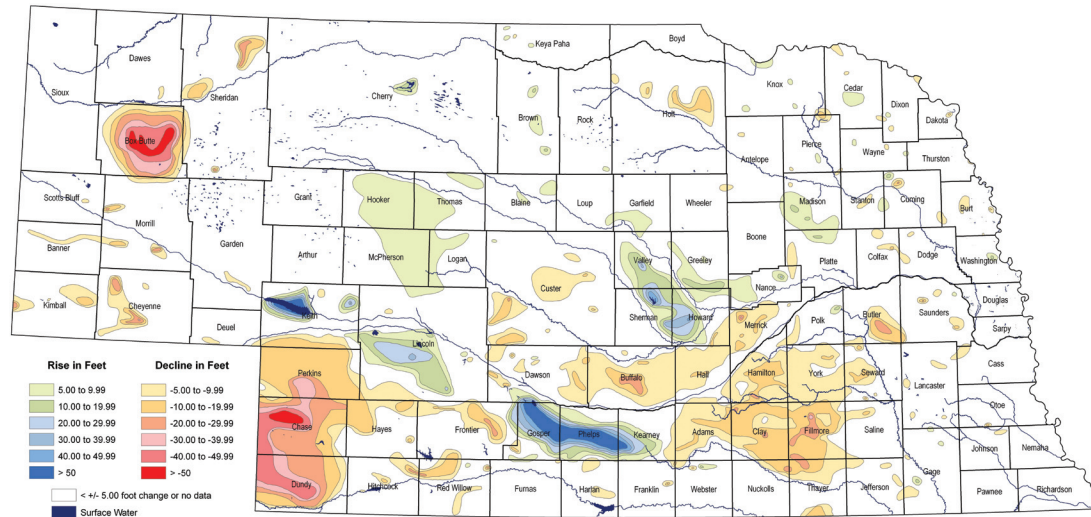 Keya Paha
Boyd
Dawes
Sioux
Sheridan
Cherry
Knox
Cedar
Dixon
Dakota
Brown
Rock
Holt
Box Butte
Antelope
Pierce
Wayne
Thurston
Scotts Bluff
Morrill
Grant
Hooker
Thomas
Blaine
Loup
Garfield
Wheeler
Madison
Stanton
Cuming
Burt
Banner
Garden
Arthur
McPherson
Logan
Valley
Greeley
Boone
Platte
Colfax
Dodge
Washington
Kimball
Cheyenne
Deuel
Keith
Custer
Sherman
Howard
Nance
Merrick
Polk
Butler
Saunders
Douglas
Sarpy
Lincoln
Perkins
Dawson
Buffalo
Hall
Hamilton
York
Seward
Lancaster
Cass
Otoe
Chase
Hayes
Frontier
Gosper
Phelps
Kearney
Adams
Clay
Fillmore
Saline
Johnson
Nemaha
Dundy
Hitchcock
Red Willow
Furnas
Harlan
Franklin
Webster
Nuckolls
Thayer
Jefferson
Gage
Pawnee
Richardson
Rise in Feet
5.00 to 9.99
10.00 to 19.99
20.00 to 29.99
30.00 to 39.99
40.00 to 49.99
> 50
Decline in Feet
-5.00 to -9.99
-10.00 to -19.99
-20.00 to -29.99
-30.00 to -39.99
-40.00 to -49.99
> -50
< +/- 5.00 foot change or no data
Surface Water